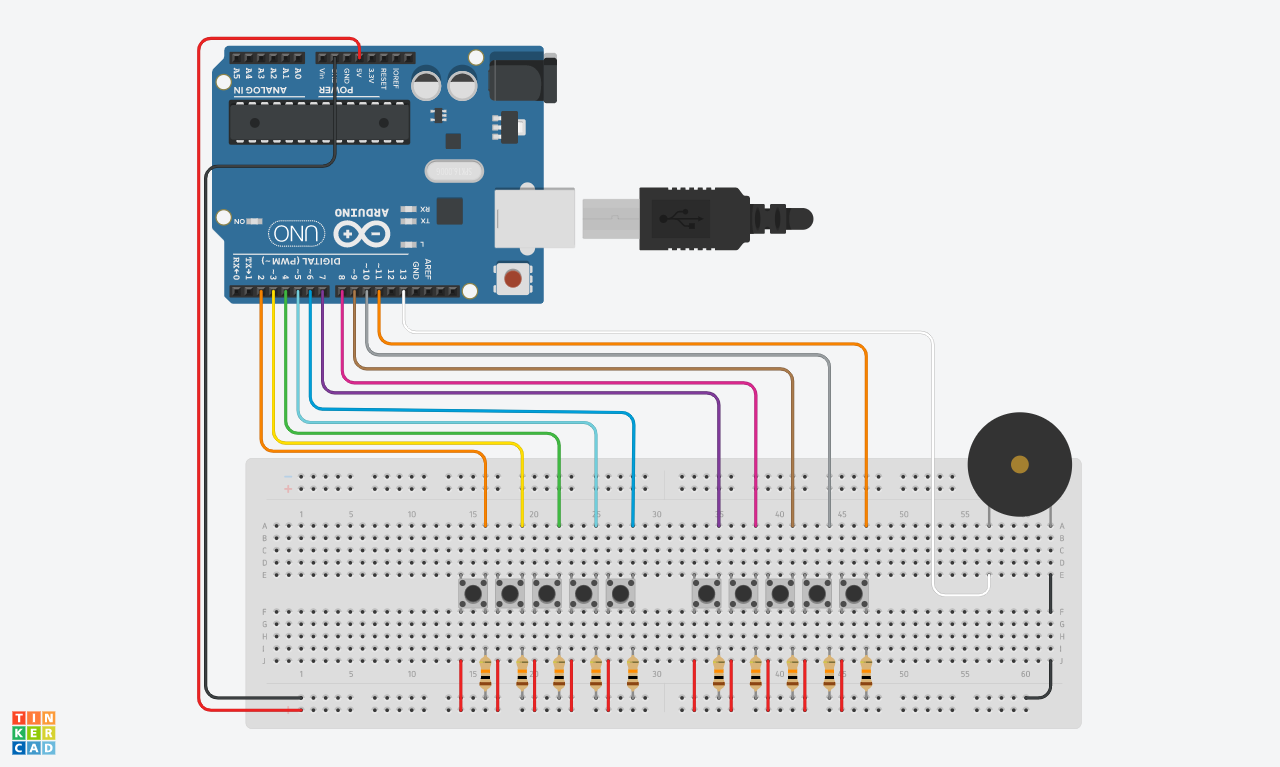 A5 A4 A3 A2 A1 A0 Vin GND 5V 3.3V RESET IOREF
ANALOG IN POWER
ARDUINO
UNO
ON
RX
TX
L
DIGITAL (PWM~)
RX←0 TX→1 2 ~3 4 ~5 ~6 7 8 ~9 ~10 ~11 12 13 GND AREF
− +
1 5 10 15 20 25 30 35 40 45 50 55
A A
B B
C C
D D
E E
F F
G G
H H
I I
J J
1 5 10 15 20 30 40 45 50 55 60
TIN
KER
CAD